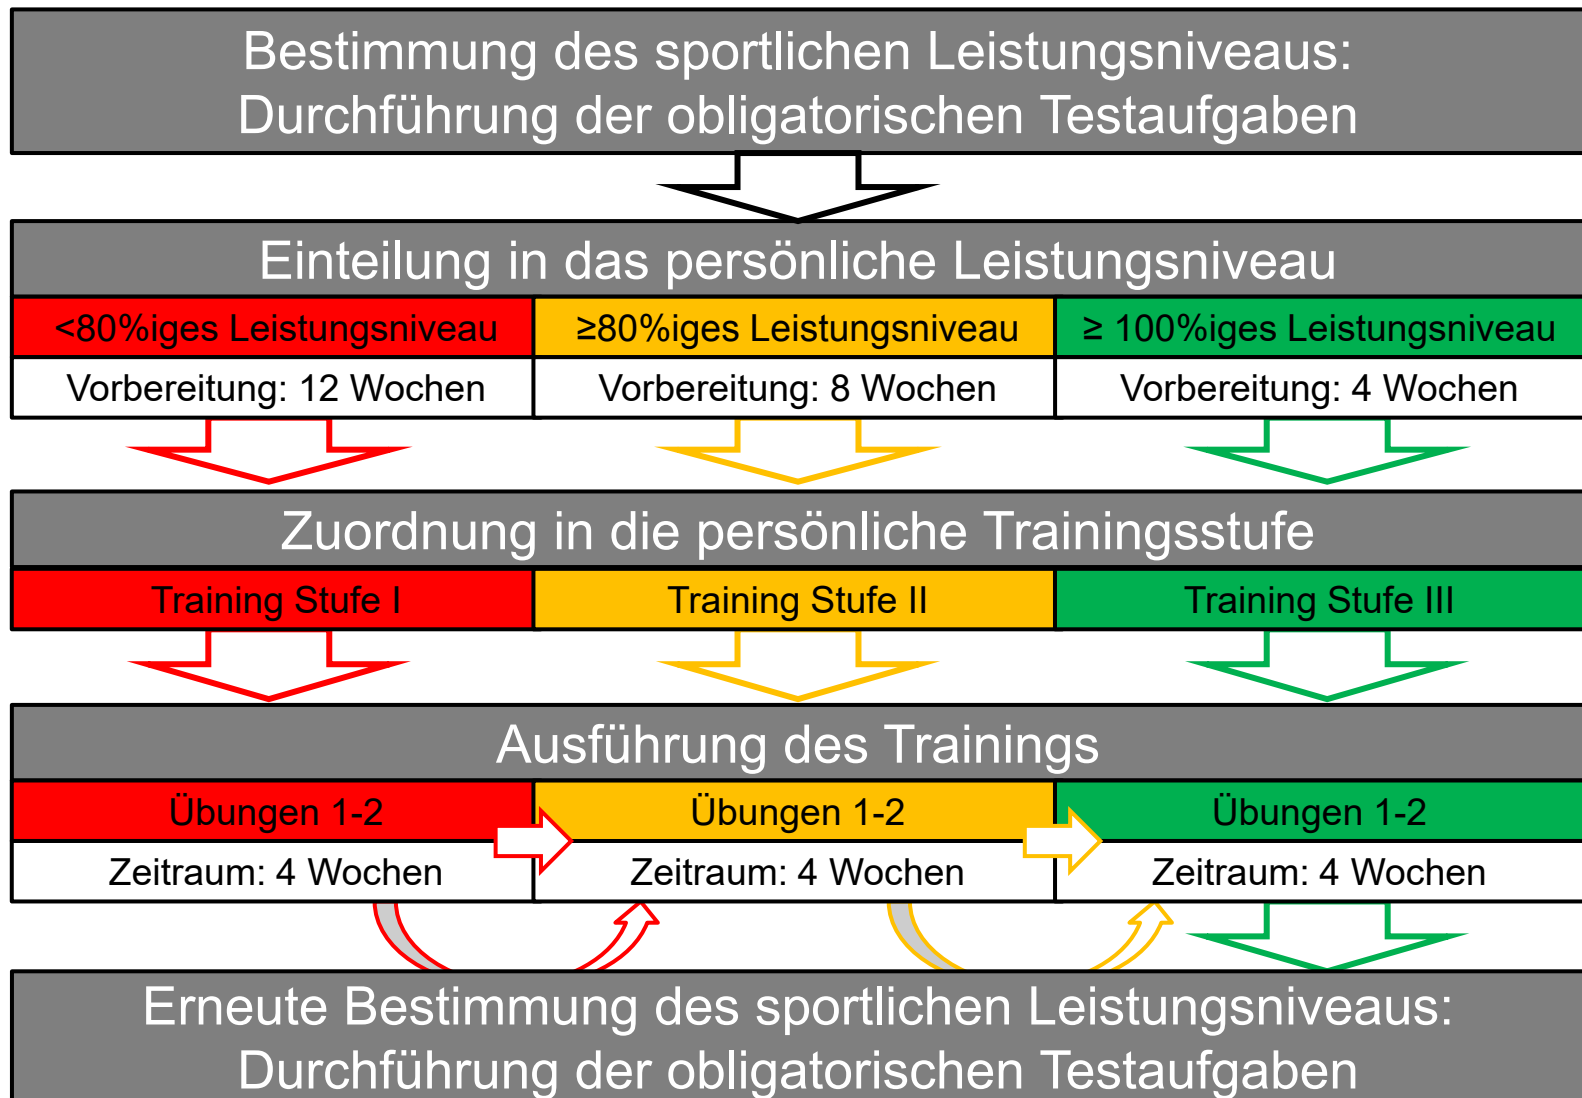 Bestimmung des sportlichen Leistungsniveaus:
Durchführung der obligatorischen Testaufgaben
Einteilung in das persönliche Leistungsniveau
<80%iges Leistungsniveau
≥80%iges Leistungsniveau
≥ 100%iges Leistungsniveau
Vorbereitung: 12 Wochen
Vorbereitung: 8 Wochen
Vorbereitung: 4 Wochen
Zuordnung in die persönliche Trainingsstufe
Training Stufe I
Training Stufe II
Training Stufe III
Ausführung des Trainings
Übungen 1-2
Übungen 1-2
Übungen 1-2
Zeitraum: 4 Wochen
Zeitraum: 4 Wochen
Zeitraum: 4 Wochen
Erneute Bestimmung des sportlichen Leistungsniveaus:
Durchführung der obligatorischen Testaufgaben